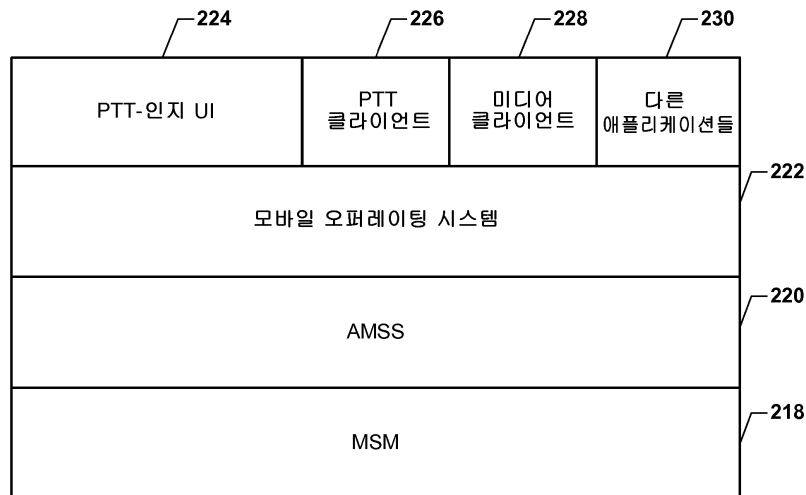 224
226
228
230
PTT-인지 UI
PTT
클라이언트
미디어
클라이언트
다른
애플리케이션들
222
모바일 오퍼레이팅 시스템
220
AMSS
218
MSM